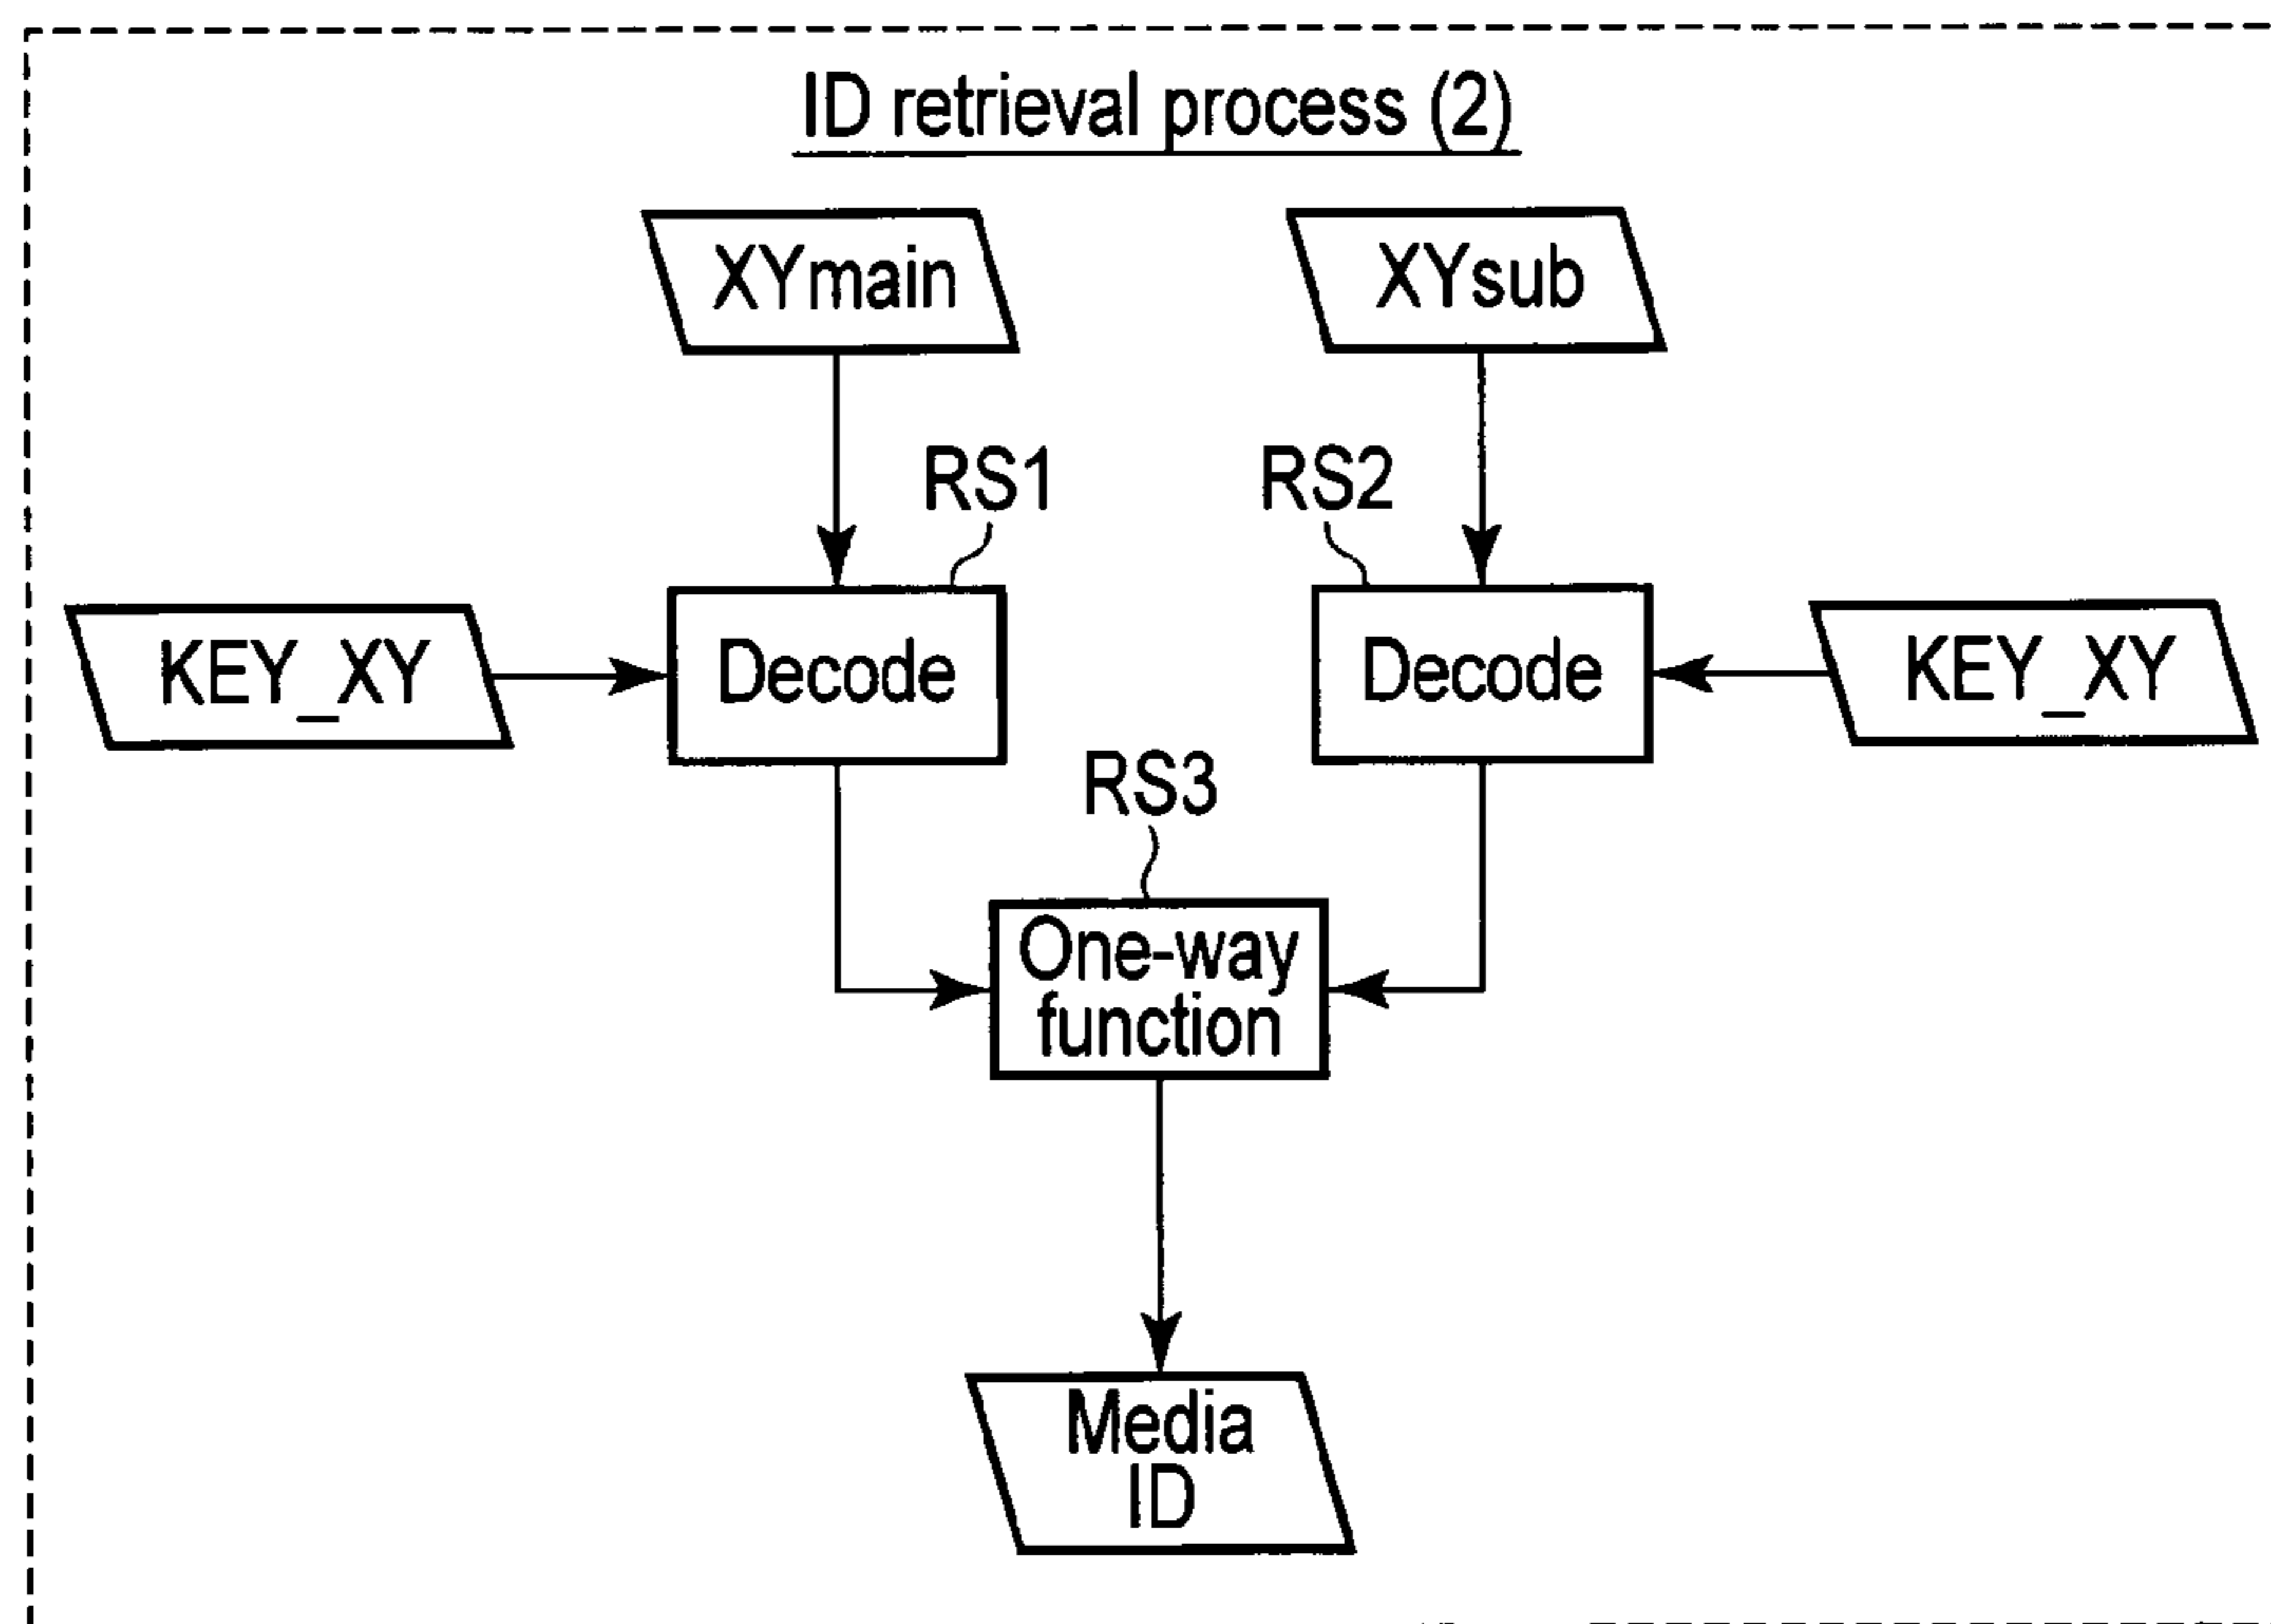 ID retrieval process (2)
XYmain
XYsub
RS1
RS2
KEY_XY
Decode
Decode
KEY_XY
RS3
One-way
function
Media
ID